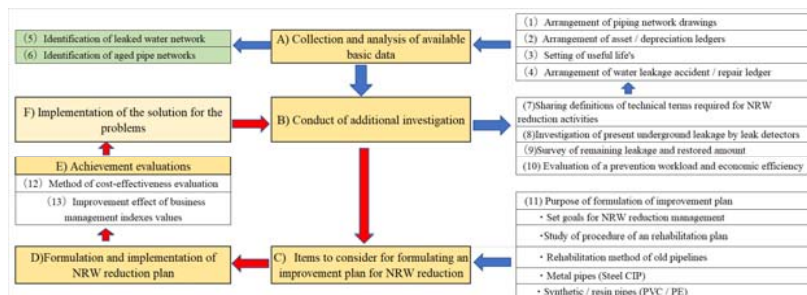 (5) Identification of leaked water network
(6) Identification of aged pipe networks
A) Collection and analysis of available
basic data
(1) Arrangement of piping network drawings
(2) Arrangement of asset / depreciation ledgers
(3) Setting of useful life's
(4) Arrangement of water leakage accident / repair ledger
F) Implementation of the solution for the
problems
B) Conduct of additional investigation
(7)Sharing definitions of technical terms required for NRW
reduction activities
(8)Investigation of present underground leakage by leak detectors
(9)Survey of remaining leakage and restored amount
(10) Evaluation of a prevention workload and economic efficiency
E) Achievement evaluations
(12) Method of cost-effectiveness evaluation
(13) Improvement effect of business
management indexes values
(11) Purpose of formulation of improvement plan
・Set goals for NRW reduction management
・Study of procedure of an rehabilitation plan
・Rehabilitation method of old pipelines
・Metal pipes (Steel CIP)
・Synthetic / resin pipes (PVC / PE)
D)Formulation and implementation of
NRW reduction plan
C) Items to consider for formulating an
improvement plan for NRW reduction